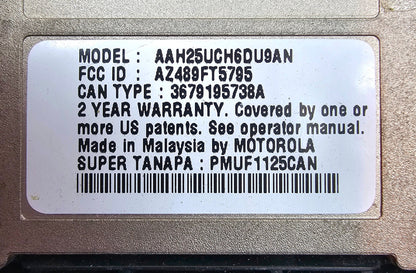 MODEL : AAH25UCH6DU9AN
FCC ID : AZ489FT5795
CAN TYPE : 3679195738A
2 YEAR WARRANTY. Covered by one or
more US patents. See operator manual.
Made in Malaysia by MOTOROLA
SUPER TANAPA : PMUF1125CAN